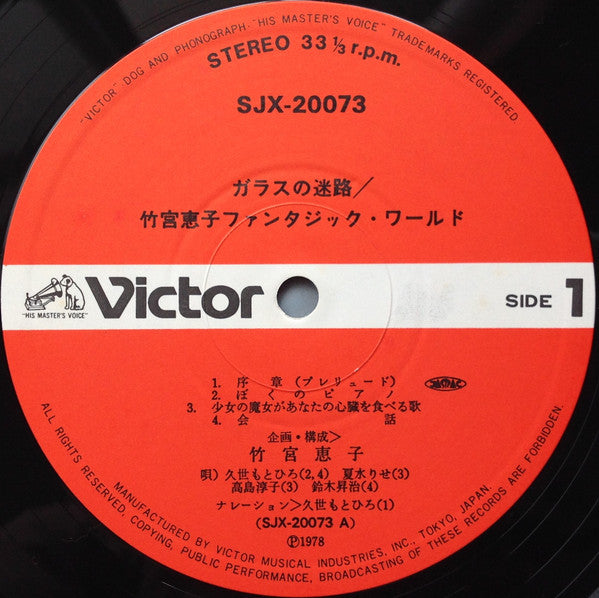 "VICTOR" DOG AND PHONOGRAPH·"HIS MASTER'S VOICE" TRADEMARKS REGISTERED.
STEREO 33 1/3 r.p.m.
SJX-20073
ガラスの迷路／
竹宮恵子ファンタジック・ワールド
"HIS MASTER'S VOICE"
Victor
SIDE 1
1. 序章(プレリュード)
2. ぼくのピアノ
3. 少女の魔女があなたの心臓を食べる歌
4. 会話
JASRAC
企画・構成>
竹宮恵子
唄) 久世もとひろ(2,4) 夏水りせ(3)
高島淳子(3) 鈴木昇治(4)
ナレーション>久世もとひろ(1)
(SJX-20073 A)
Ⓟ1978
ALL RIGHTS RESERVED, COPYING, PUBLIC PERFORMANCE, BROADCASTING OF THESE RECORDS ARE FORBIDDEN.
MANUFACTURED BY VICTOR MUSICAL INDUSTRIES, INC., TOKYO, JAPAN.